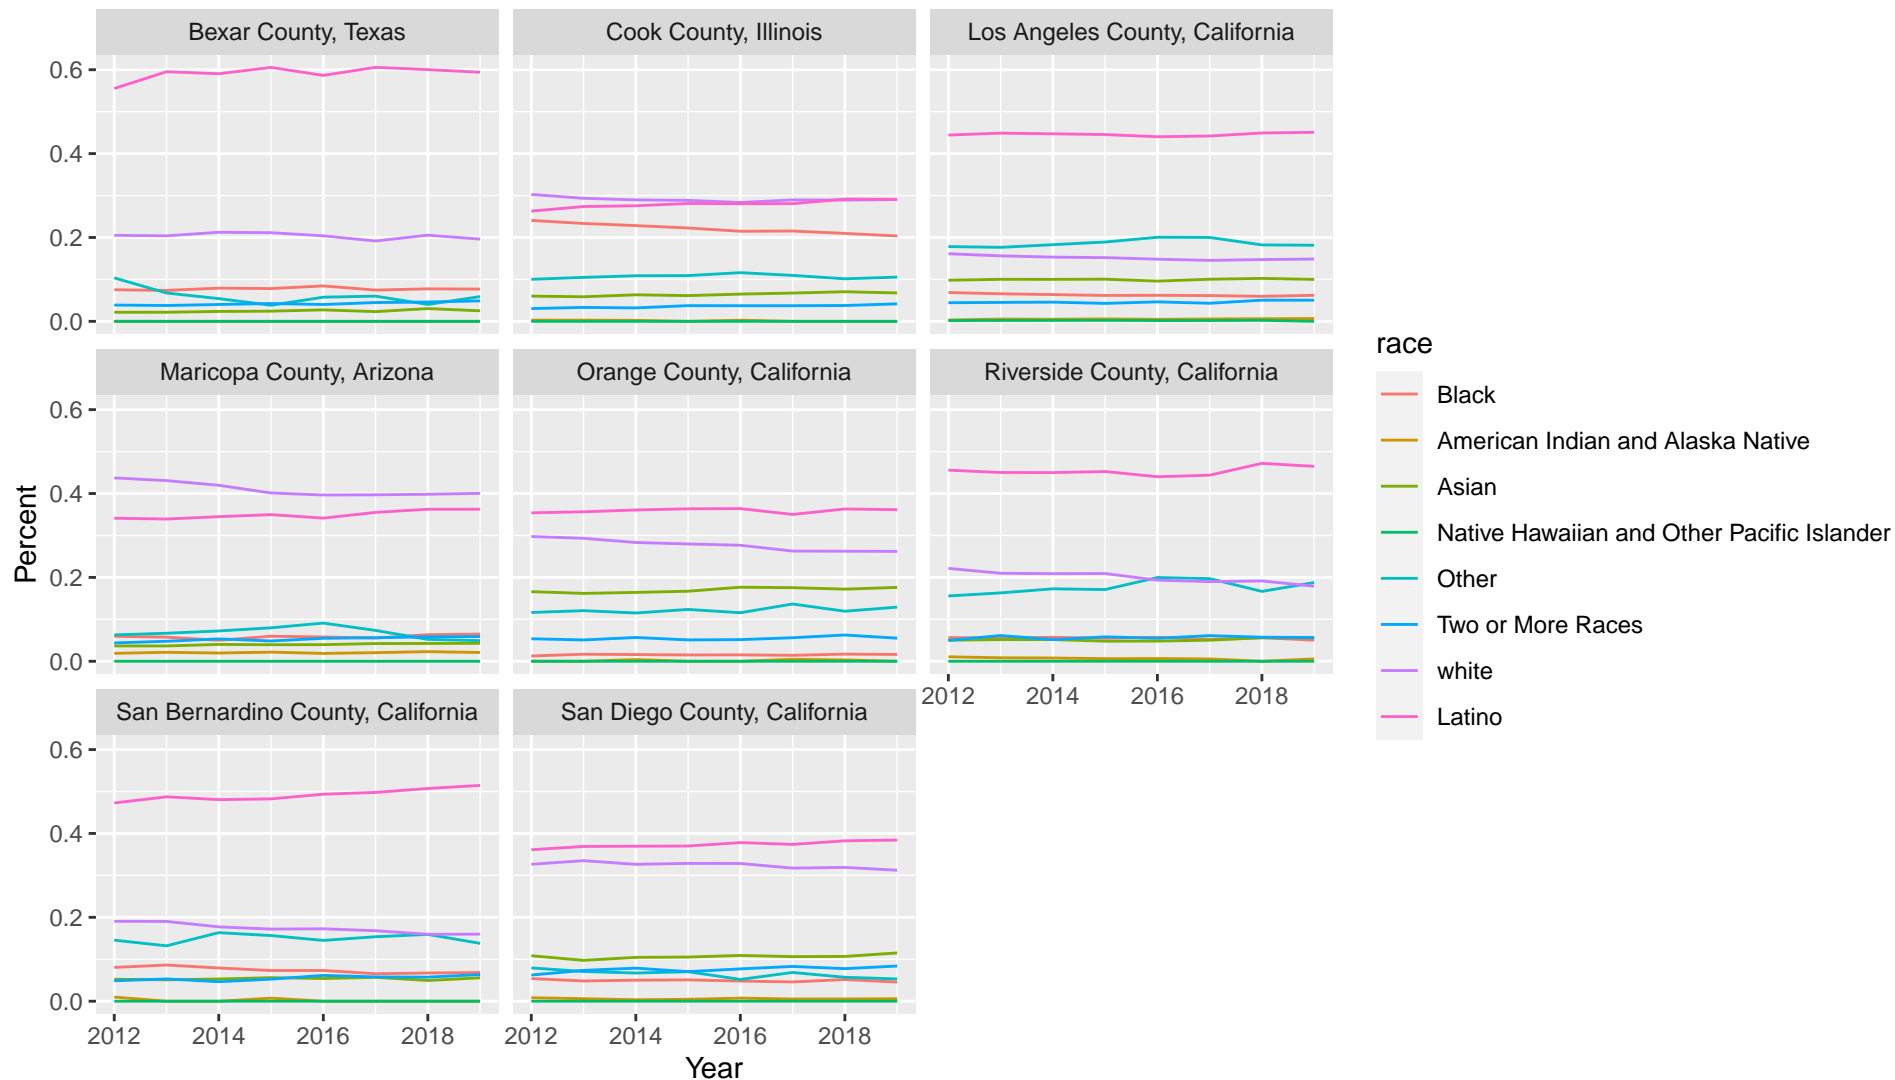 Bexar County, Texas
Cook County, Illinois
Los Angeles County, California
0.6
0.4
0.2
0.0
Maricopa County, Arizona
Orange County, California
Riverside County, California
0.6
0.4
0.2
0.0
2012 2014 2016 2018
San Bernardino County, California
San Diego County, California
0.6
0.4
0.2
0.0
2012 2014 2016 2018
2012 2014 2016 2018
Year
Percent
race
Black
American Indian and Alaska Native
Asian
Native Hawaiian and Other Pacific Islander
Other
Two or More Races
white
Latino